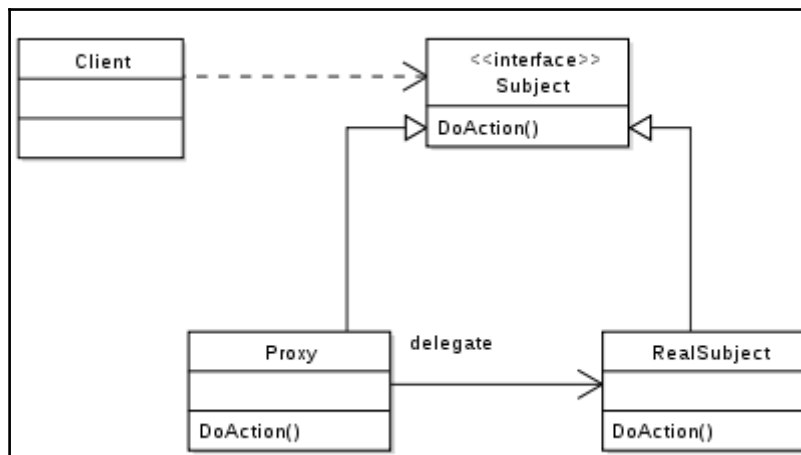 Client
<<interface>>
Subject
DoAction()
Proxy
delegate
RealSubject
DoAction()
DoAction()